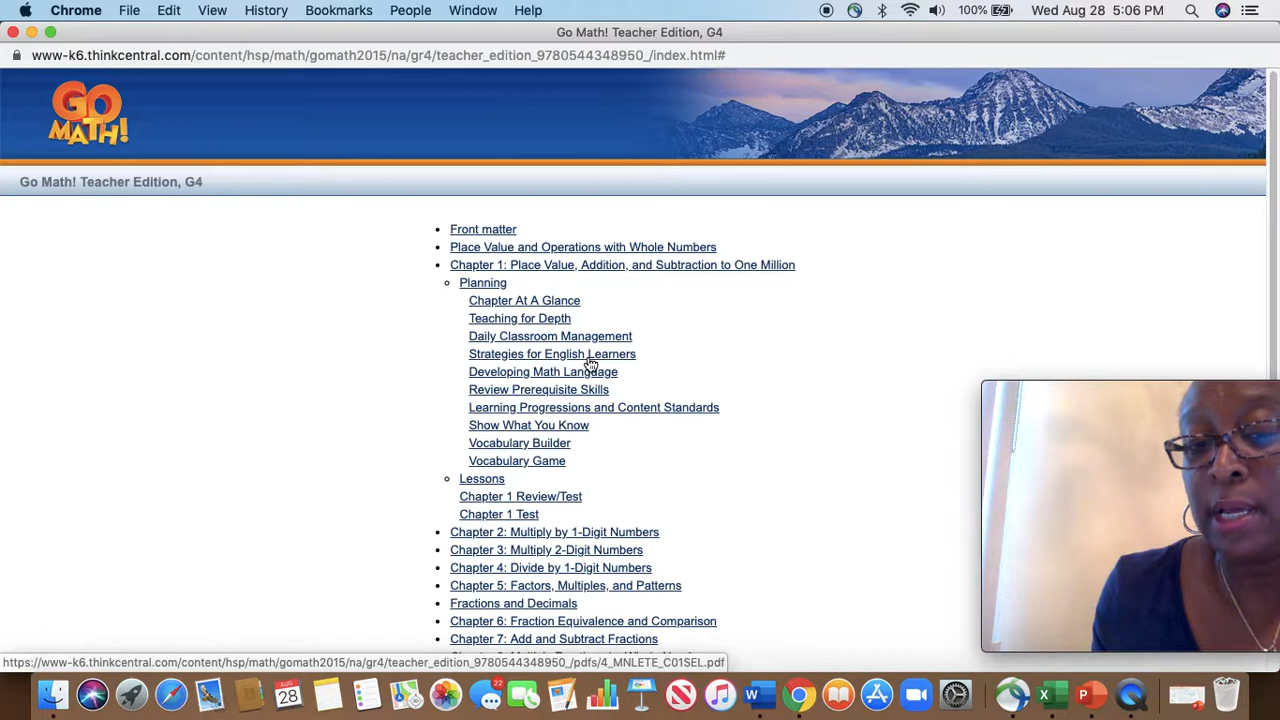 Chrome File Edit View History Bookmarks People Window Help 100% Wed Aug 28 5:06 PM
Go Math! Teacher Edition, G4
www-k6.thinkcentral.com/content/hsp/math/gomath2015/na/gr4/teacher_edition_9780544348950_/index.html#
GO
MATH!
Go Math! Teacher Edition, G4
Front matter
Place Value and Operations with Whole Numbers
Chapter 1: Place Value, Addition, and Subtraction to One Million
Planning
Chapter At A Glance
Teaching for Depth
Daily Classroom Management
Strategies for English Learners
Developing Math Language
Review Prerequisite Skills
Learning Progressions and Content Standards
Show What You Know
Vocabulary Builder
Vocabulary Game
Lessons
Chapter 1 Review/Test
Chapter 1 Test
Chapter 2: Multiply by 1-Digit Numbers
Chapter 3: Multiply 2-Digit Numbers
Chapter 4: Divide by 1-Digit Numbers
Chapter 5: Factors, Multiples, and Patterns
Fractions and Decimals
Chapter 6: Fraction Equivalence and Comparison
Chapter 7: Add and Subtract Fractions
https://www-k6.thinkcentral.com/content/hsp/math/gomath2015/na/gr4/teacher_edition_9780544348950_/pdfs/4_MNLETE_C01SEL.pdf
AUG
28
22